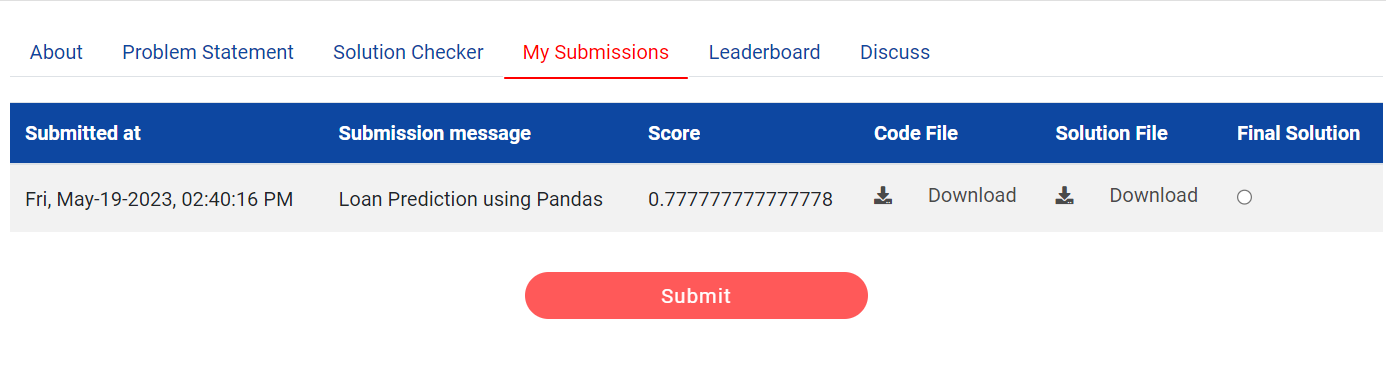 About Problem Statement Solution Checker My Submissions Leaderboard Discuss
Submitted at Submission message Score Code File Solution File Final Solution
Fri, May-19-2023, 02:40:16 PM Loan Prediction using Pandas 0.777777777777778 Download Download
Submit